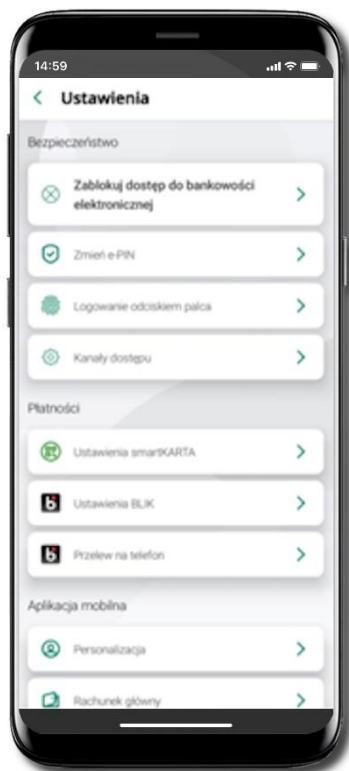 14:59
Ustawienia
Bezpieczeństwo
Zablokuj dostęp do bankowości
elektronicznej
Zmień e-PIN
Logowanie odciskiem palca
Kanały dostępu
Płatności
Ustawienia smartKARTA
Ustawienia BLIK
Przelew na telefon
Aplikacja mobilna
Personalizacja
Rachunek główny